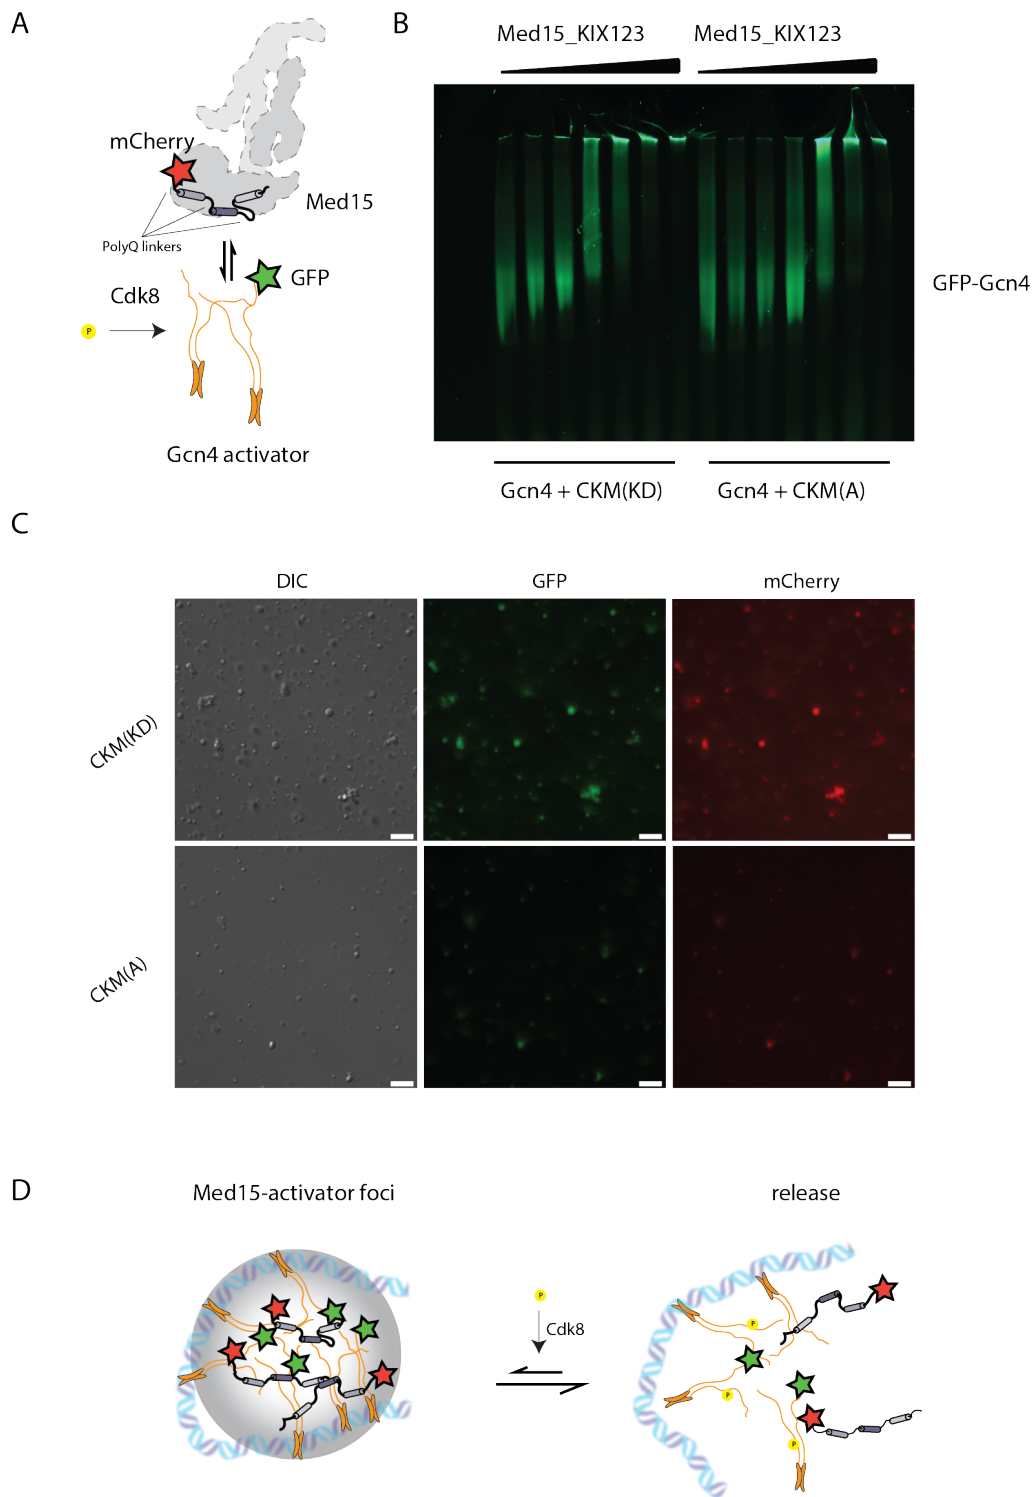 A
mCherry
Med15
PolyQ linkers
GFP
Cdk8
P
Gcn4 activator
B
Med15_KIX123
Med15_KIX123
GFP-Gcn4
Gcn4 + CKM(KD)
Gcn4 + CKM(A)
C
DIC
GFP
mCherry
CKM(KD)
CKM(A)
D
Med15-activator foci
release
P
Cdk8
P
P
P